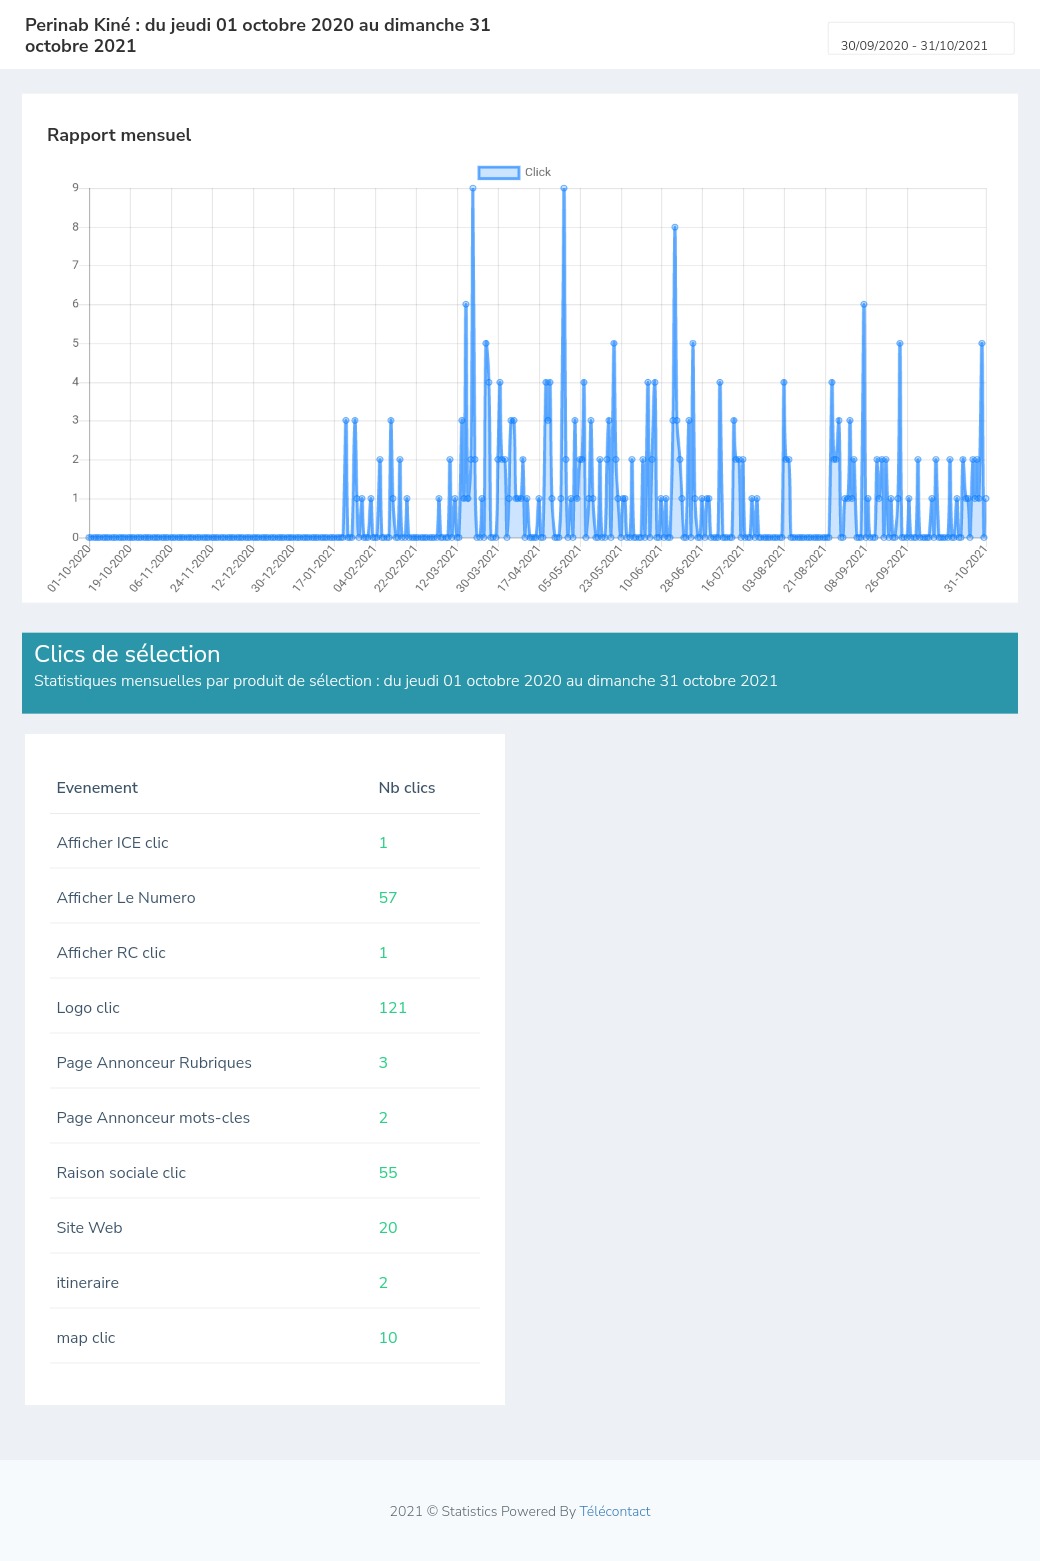 Perinab Kiné : du jeudi 01 octobre 2020 au dimanche 31
octobre 2021
30/09/2020 - 31/10/2021
Rapport mensuel
Click
9
8
7
6
5
4
3
2
1
0
01-10-2020
19-10-2020
06-11-2020
24-11-2020
12-12-2020
30-12-2020
17-01-2021
04-02-2021
22-02-2021
12-03-2021
30-03-2021
17-04-2021
05-05-2021
23-05-2021
10-06-2021
28-06-2021
16-07-2021
03-08-2021
21-08-2021
08-09-2021
26-09-2021
31-10-2021
Clics de sélection
Statistiques mensuelles par produit de sélection : du jeudi 01 octobre 2020 au dimanche 31 octobre 2021
Evenement Nb clics
Afficher ICE clic 1
Afficher Le Numero 57
Afficher RC clic 1
Logo clic 121
Page Annonceur Rubriques 3
Page Annonceur mots-cles 2
Raison sociale clic 55
Site Web 20
itineraire 2
map clic 10
2021 © Statistics Powered By Télécontact